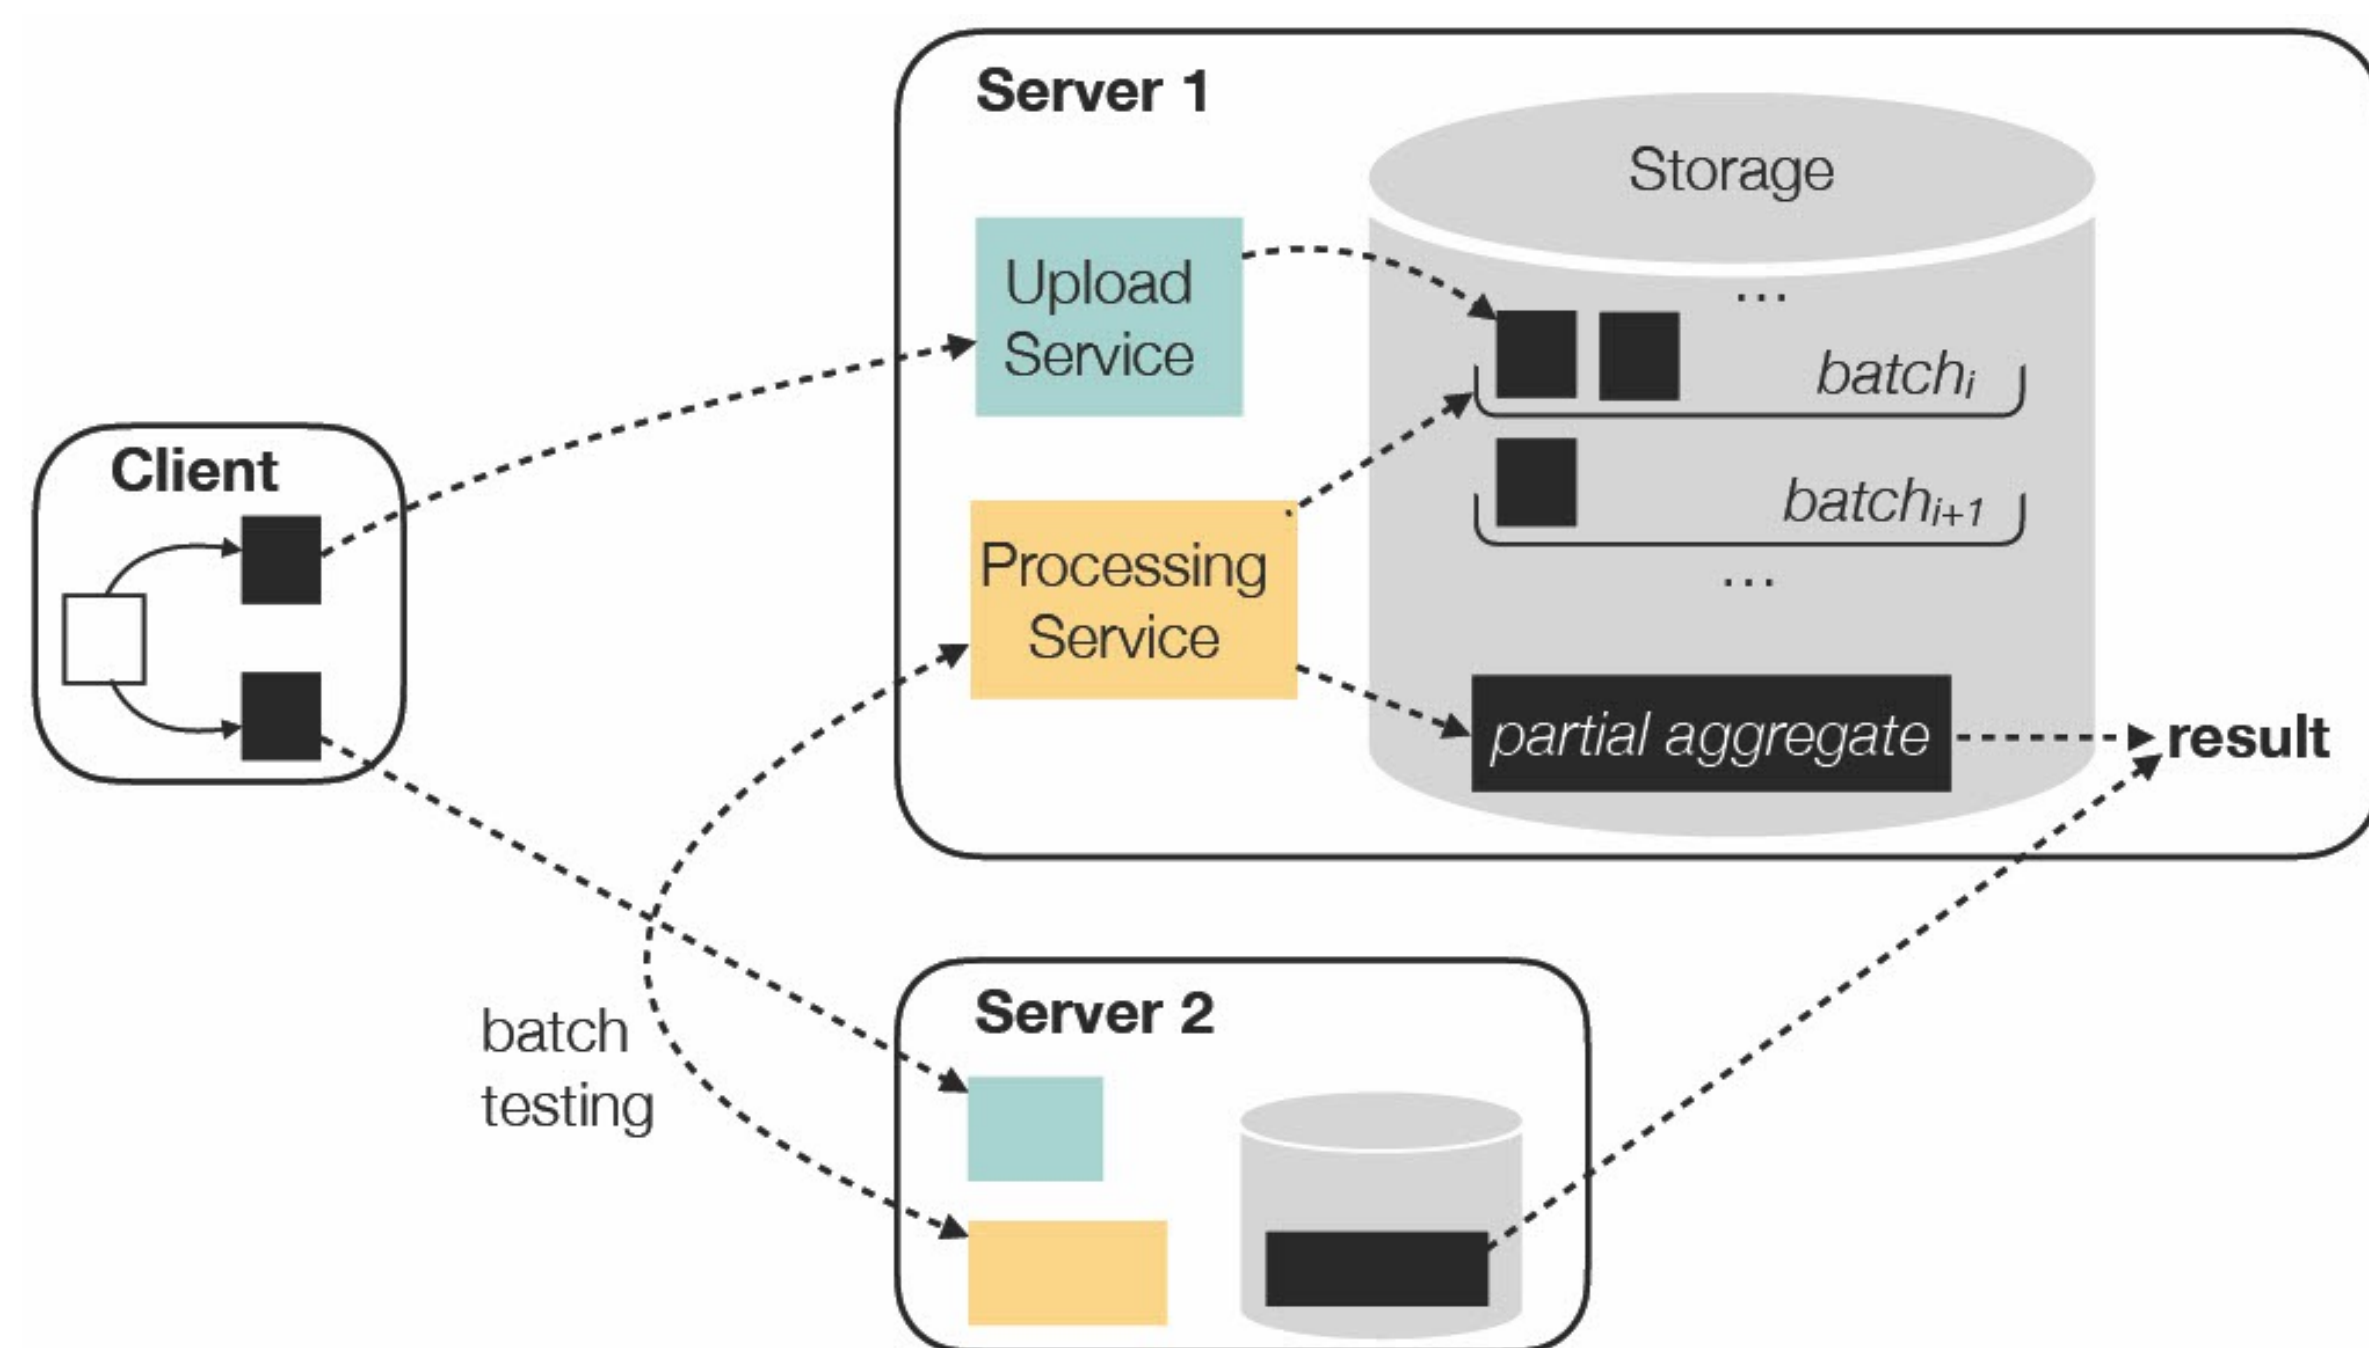 Server 1
Storage
Upload
Service
...
batchi
Client
batchi+1
Processing
Service
...
partial aggregate
result
Server 2
batch
testing